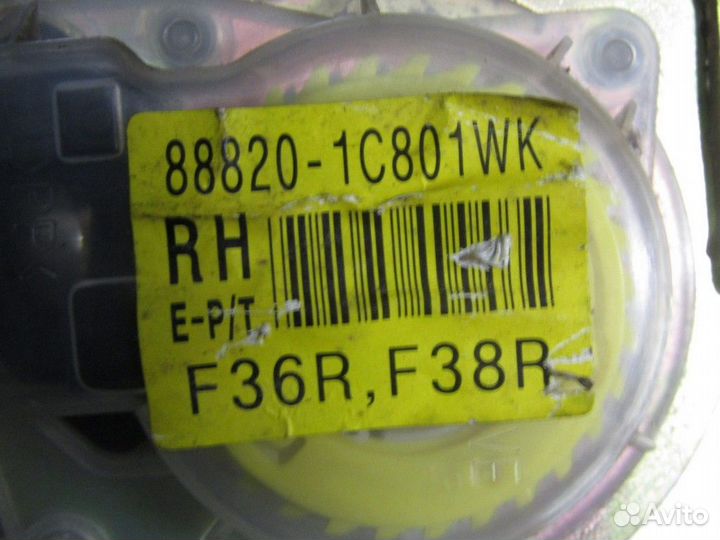 88820-1C801WK
RH
E-P/T
F36R, F38R
Avito